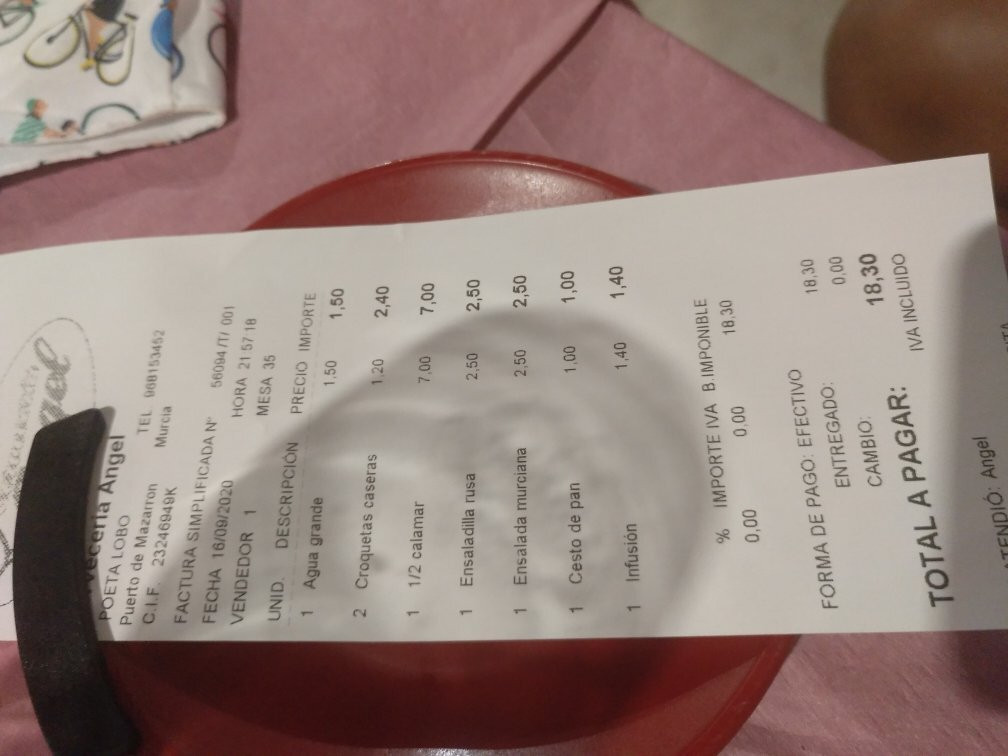 Angel
POETA LOBO
Puerto de Mazarron TEL 968153452
C.I.F. 23246949K Murcia
FACTURA SIMPLIFICADA Nº 56094 /T/ 001
FECHA 16/09/2020 HORA 21 57 18
VENDEDOR 1 MESA 35
UNID. DESCRIPCIÓN PRECIO IMPORTE
1 Agua grande 1,50 1,50
2 Croquetas caseras 1,20 2,40
1 1/2 calamar 7,00 7,00
1 Ensaladilla rusa 2,50 2,50
1 Ensalada murciana 2,50 2,50
1 Cesto de pan 1,00 1,00
1 Infusión 1,40 1,40
% IMPORTE IVA B.IMPONIBLE
0,00 0,00 18,30
FORMA DE PAGO: EFECTIVO 18,30
ENTREGADO: 0,00
CAMBIO:
TOTAL A PAGAR: 18,30
IVA INCLUIDO
ATENDIÓ: Angel